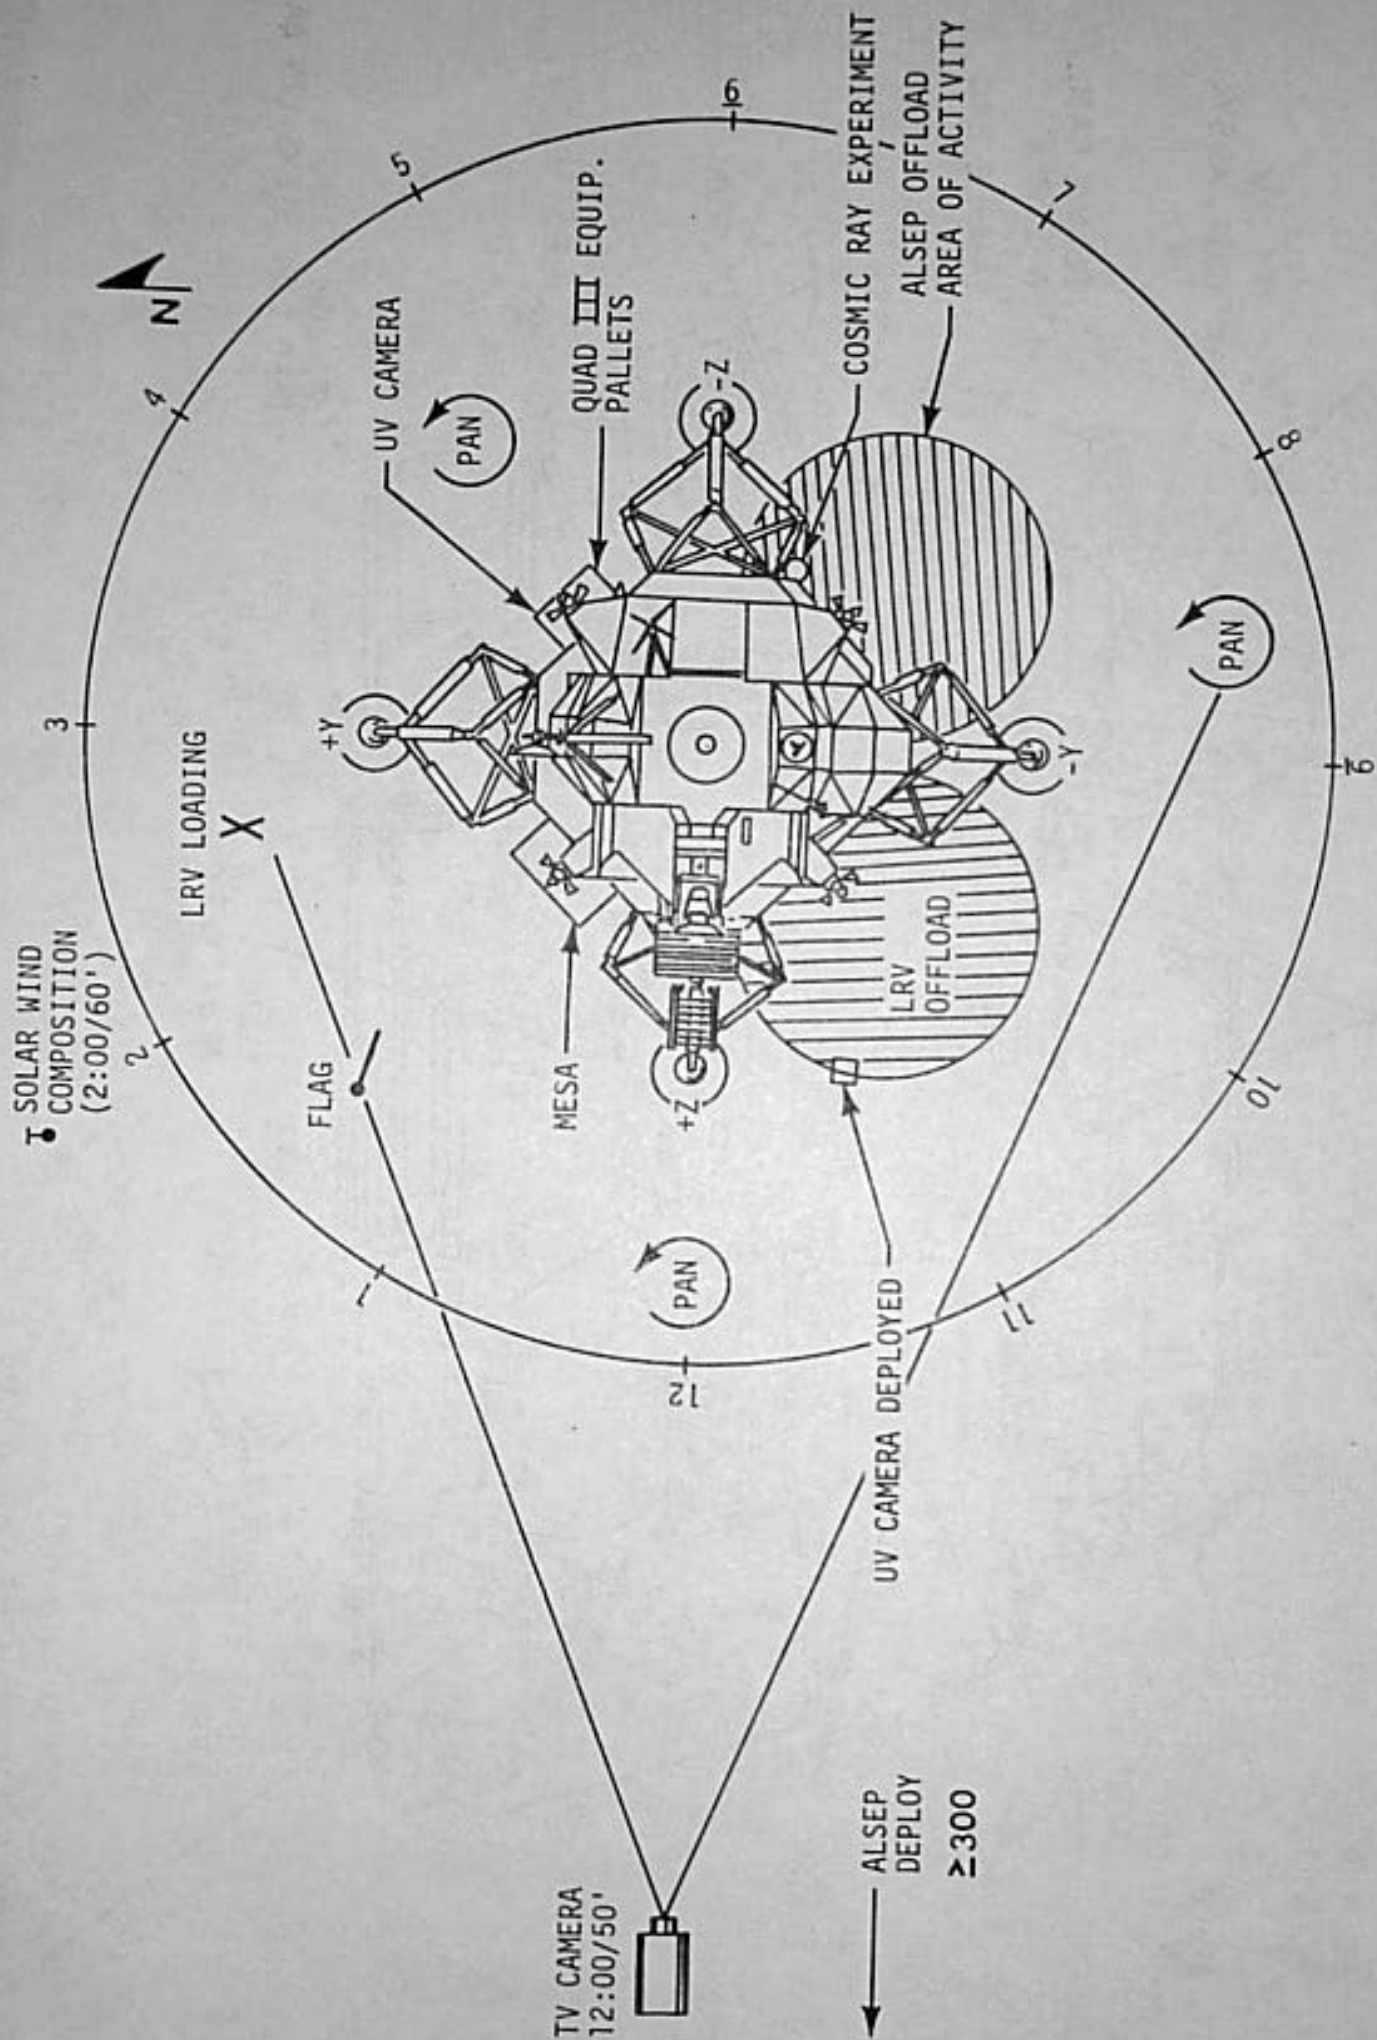 SOLAR WIND
COMPOSITION
(2:00/60')
N
LRV LOADING
X
FLAG
UV CAMERA
PAN
QUAD III EQUIP.
PALLETS
MESA
+Y
-Z
+Z
-Y
COSMIC RAY EXPERIMENT
ALSEP OFFLOAD
AREA OF ACTIVITY
LRV
OFFLOAD
PAN
PAN
UV CAMERA DEPLOYED
TV CAMERA
12:00/50'
ALSEP
DEPLOY
≥300
1
2
3
4
5
6
7
8
9
10
11
12